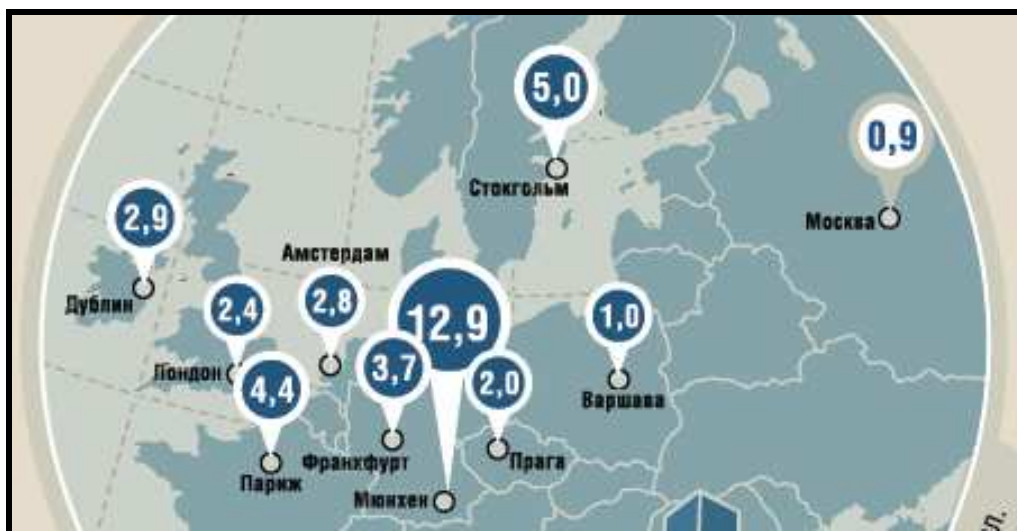 5,0
Стокгольм
0,9
Москва
2,9
Дублин
Амстердам
2,8
2,4
Лондон
12,9
Мюнхен
3,7
Франкфурт
4,4
Париж
2,0
Прага
1,0
Варшава